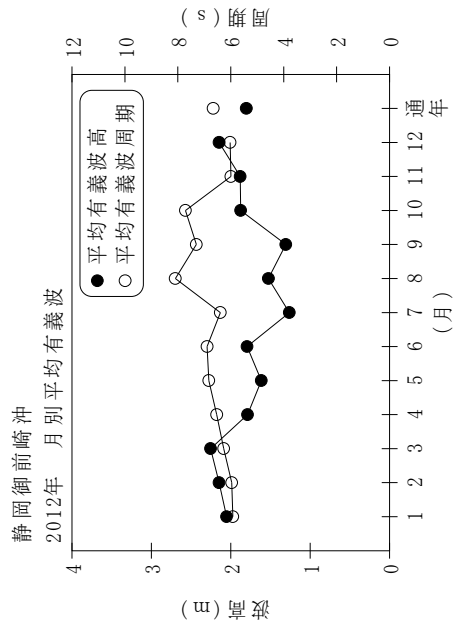 静岡御前崎沖
2012年 月別平均有義波
平均有義波高
平均有義波周期
波高(m)
0
1
2
3
4
周期(s)
0
2
4
6
8
10
12
1 2 3 4 5 6 7 8 9 10 11 12 通年
(月)